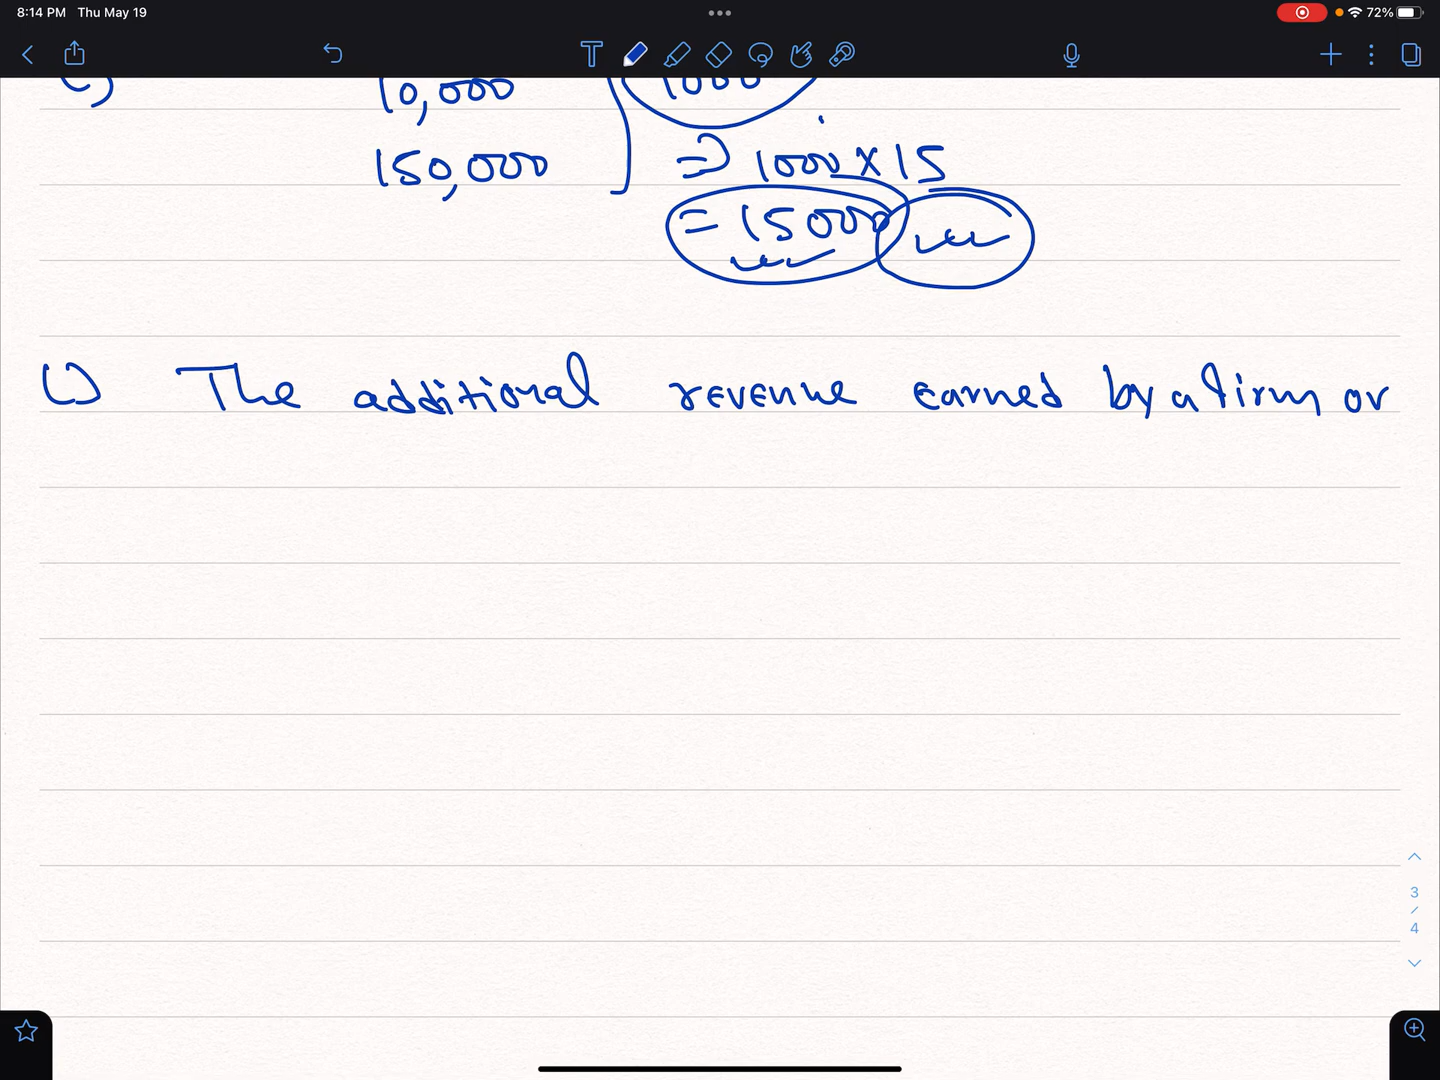 8:14 PM Thu May 19
72%
10,000
1000
150,000 => 1000 x 15
= 15000
The additional revenue earned by a firm or
3
/
4